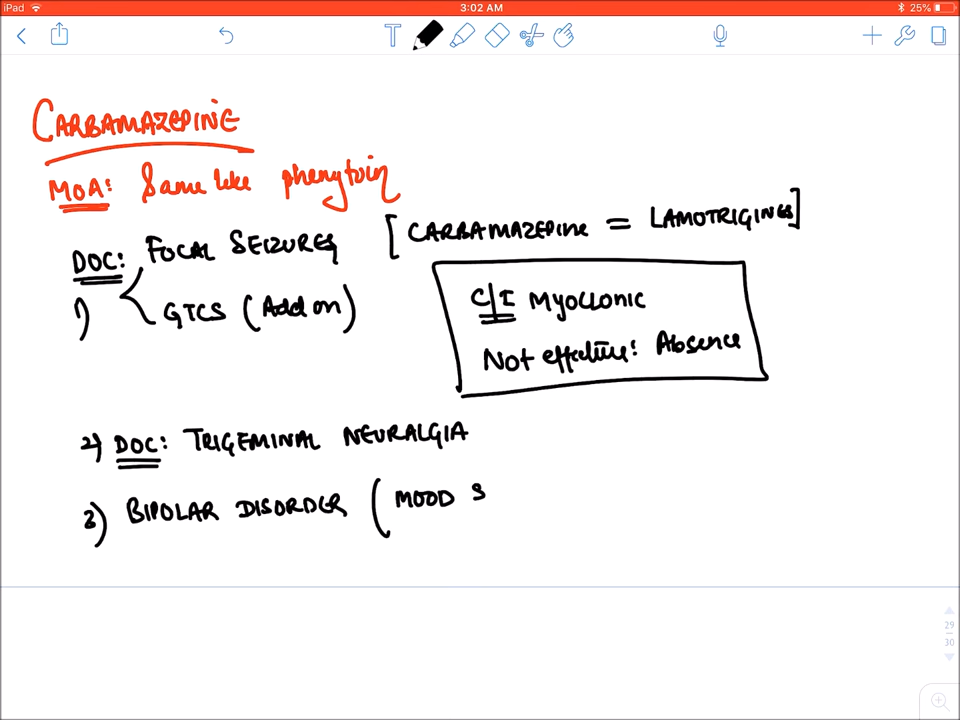 iPad
3:02 AM
25%
T
CARBAMAZEPINE
MOA: Same like phenytoin
DOC: FOCAL SEIZURES [CARBAMAZEPINE = LAMOTRIGINES]
1) GTCS (Add on)
C/I Myoclonic
Not effective: Absence
2) DOC: TRIGEMINAL NEURALGIA
3) BIPOLAR DISORDER (MOOD S
29
30